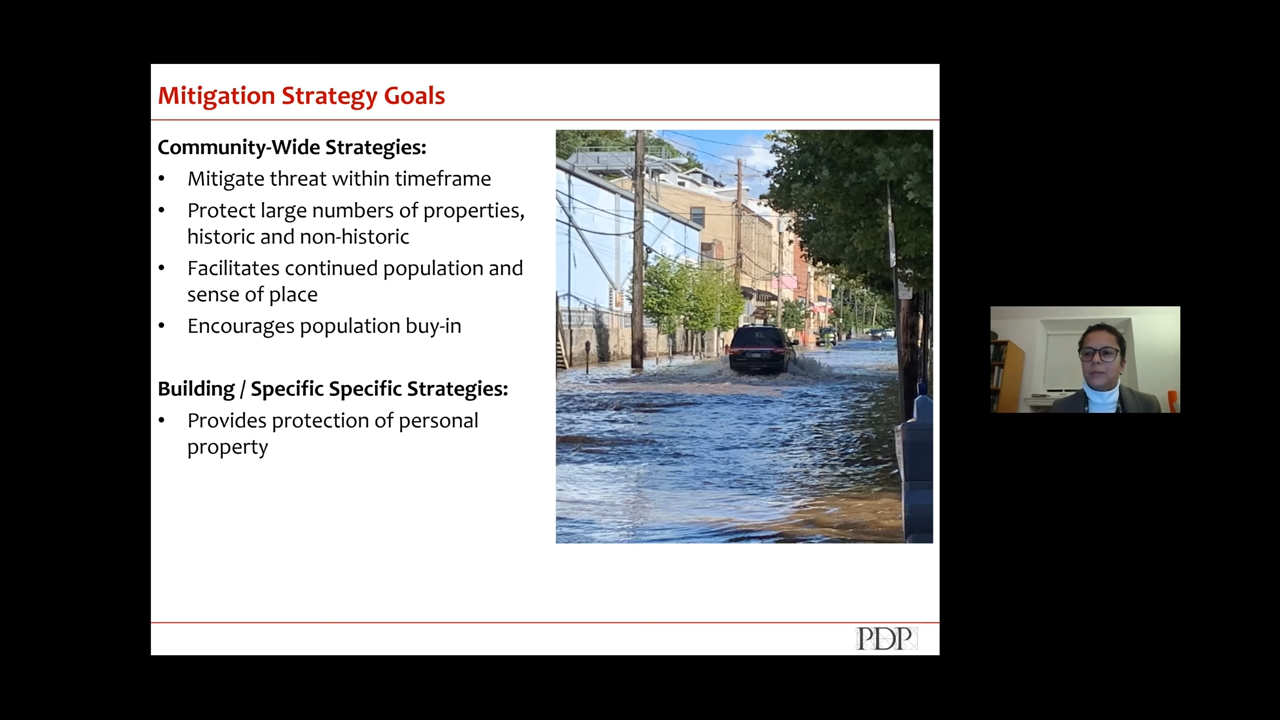 Mitigation Strategy Goals
Community-Wide Strategies:
• Mitigate threat within timeframe
• Protect large numbers of properties,
historic and non-historic
• Facilitates continued population and
sense of place
• Encourages population buy-in
Building / Specific Specific Strategies:
• Provides protection of personal
property
PDP